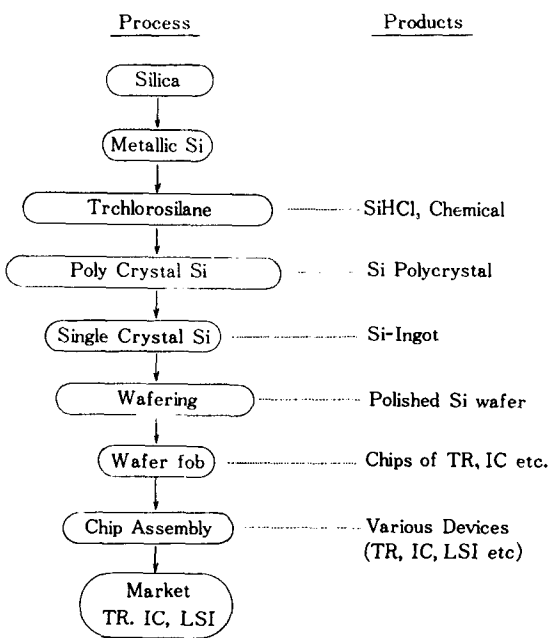 Process Products
Silica
Metallic Si
Trchlorosilane SiHCl, Chemical
Poly Crystal Si Si Polycrystal
Single Crystal Si Si-Ingot
Wafering Polished Si wafer
Wafer fob Chips of TR, IC etc.
Chip Assembly Various Devices
(TR, IC, LSI etc)
Market
TR. IC, LSI